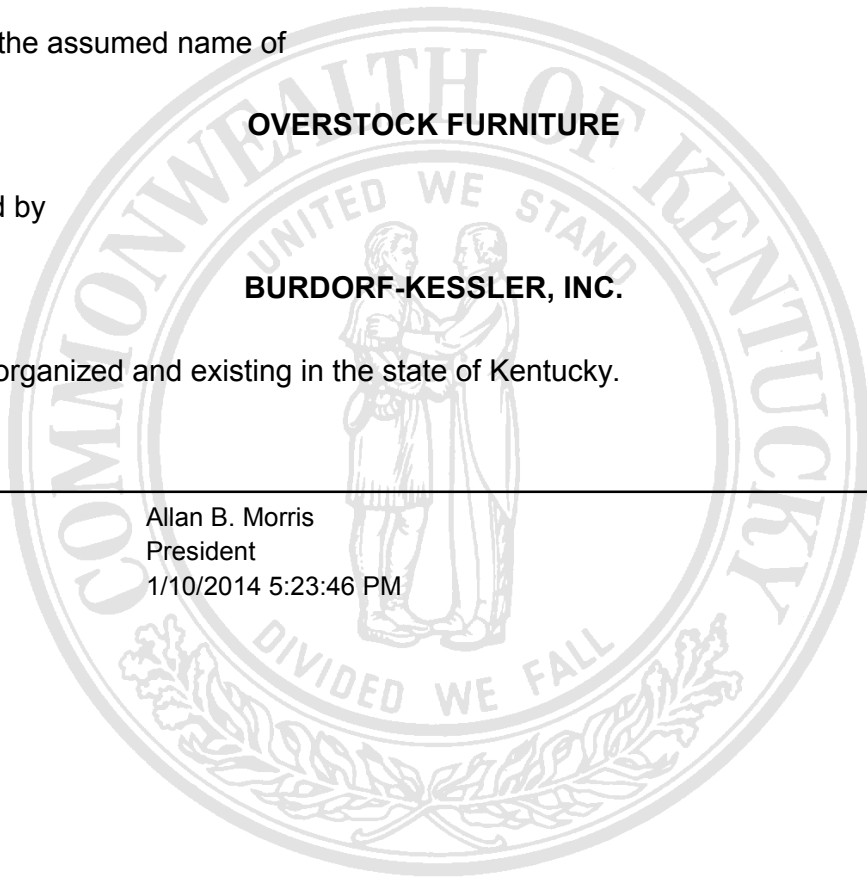 the assumed name of
OVERSTOCK FURNITURE
d by
BURDORF-KESSLER, INC.
organized and existing in the state of Kentucky.
Allan B. Morris
President
1/10/2014 5:23:46 PM
COMMONWEALTH OF KENTUCKY
UNITED WE STAND
DIVIDED WE FALL